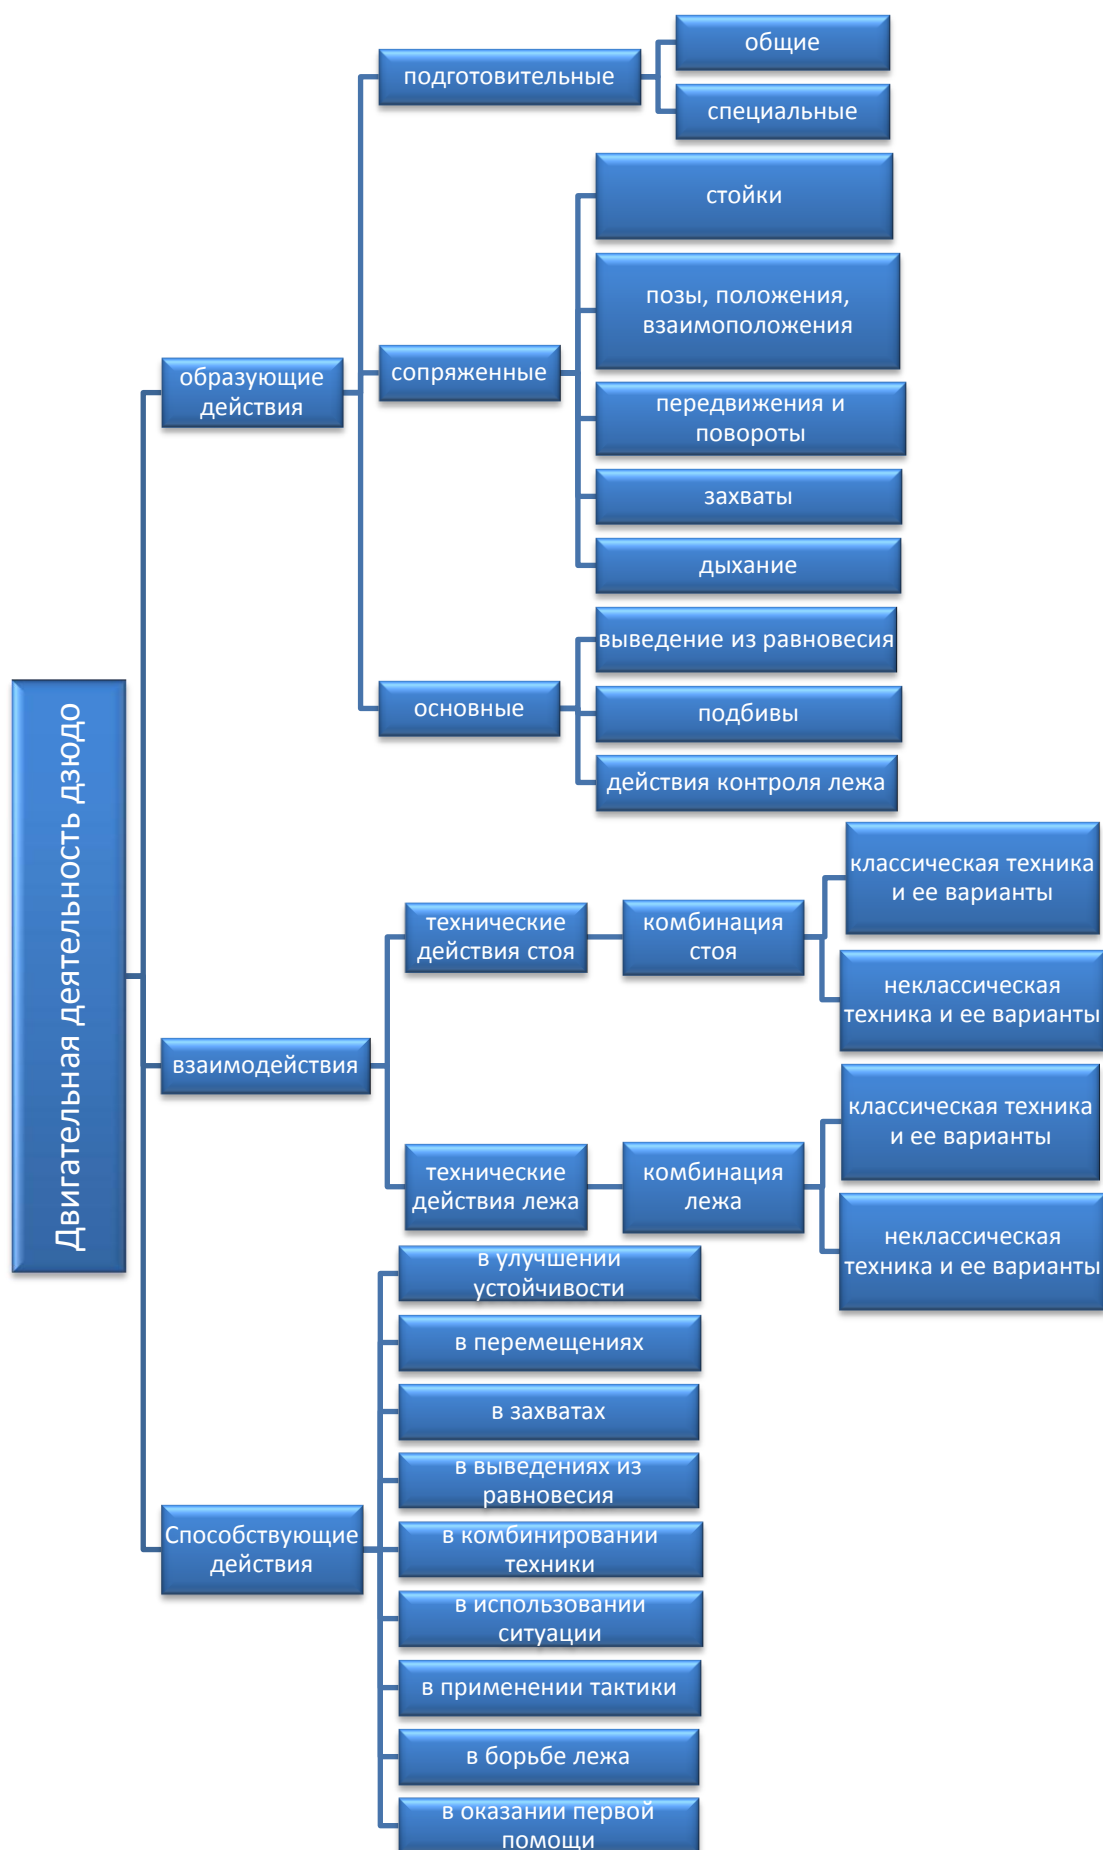 Двигательная деятельность дзюдо
образующие
действия
подготовительные
общие
специальные
сопряженные
стойки
позы, положения,
взаимоположения
передвижения и
повороты
захваты
дыхание
основные
выведение из равновесия
подбивы
действия контроля лежа
взаимодействия
технические
действия стоя
комбинация
стоя
классическая техника
и ее варианты
неклассическая
техника и ее варианты
технические
действия лежа
комбинация
лежа
классическая техника
и ее варианты
неклассическая
техника и ее варианты
Способствующие
действия
в улучшении
устойчивости
в перемещениях
в захватах
в выведениях из
равновесия
в комбинировании
техники
в использовании
ситуации
в применении тактики
в борьбе лежа
в оказании первой
помощи